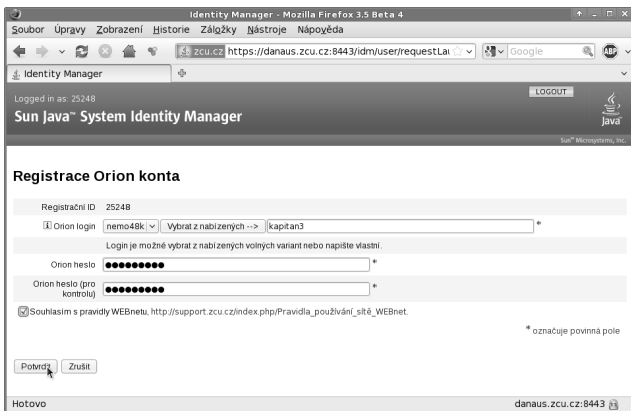 Identity Manager - Mozilla Firefox 3.5 Beta 4
Soubor Úpravy Zobrazení Historie Záložky Nástroje Nápověda
zcu.cz https://danaus.zcu.cz:8443/idm/user/requestLau Google ABP
Identity Manager
Logged in as: 25248 LOGOUT
Sun Java™ System Identity Manager
Java
Sun™ Microsystems, Inc.
Registrace Orion konta
Registrační ID 25248
Orion login nemo48k Vybrat z nabízených --> kapitan3 *
Login je možné vybrat z nabízených volných variant nebo napište vlastní.
Orion heslo ●●●●●●●●● *
Orion heslo (pro kontrolu) ●●●●●●●●● *
Souhlasim s pravidly WEBnetu, http://support.zcu.cz/index.php/Pravidla_používání_sítě_WEBnet.
* označuje povinná pole
Potvrdit Zrušit
Hotovo danaus.zcu.cz:8443